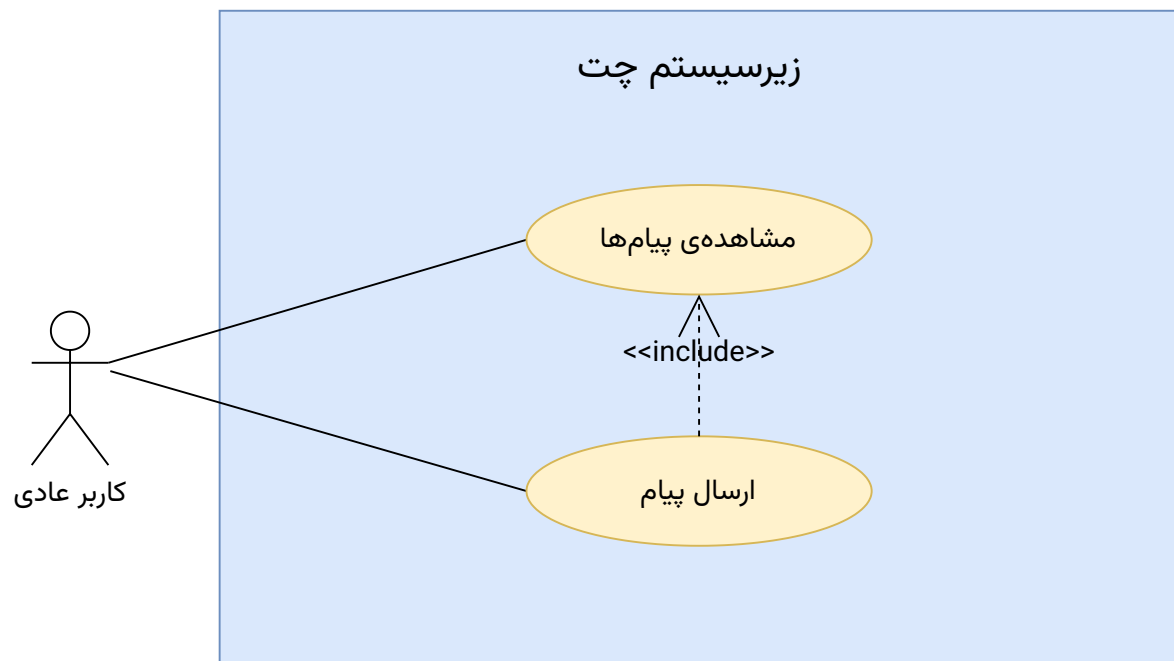 زیرسیستم چت
مشاهده‌ی پیام‌ها
<<include>>
ارسال پیام
کاربر عادی